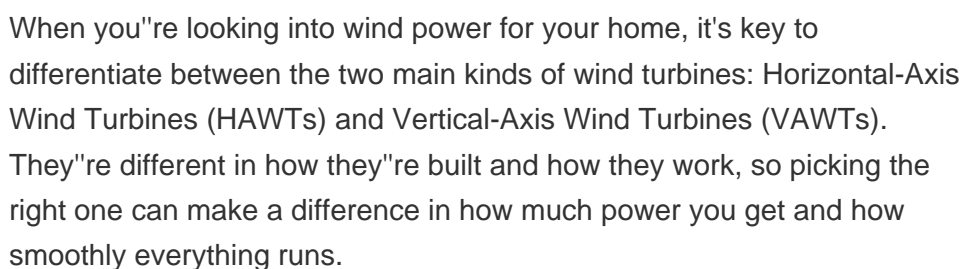 When you"re looking into wind power for your home, it's key to
differentiate between the two main kinds of wind turbines: Horizontal-Axis
Wind Turbines (HAWTs) and Vertical-Axis Wind Turbines (VAWTs).
They"re different in how they"re built and how they work, so picking the
right one can make a difference in how much power you get and how
smoothly everything runs.